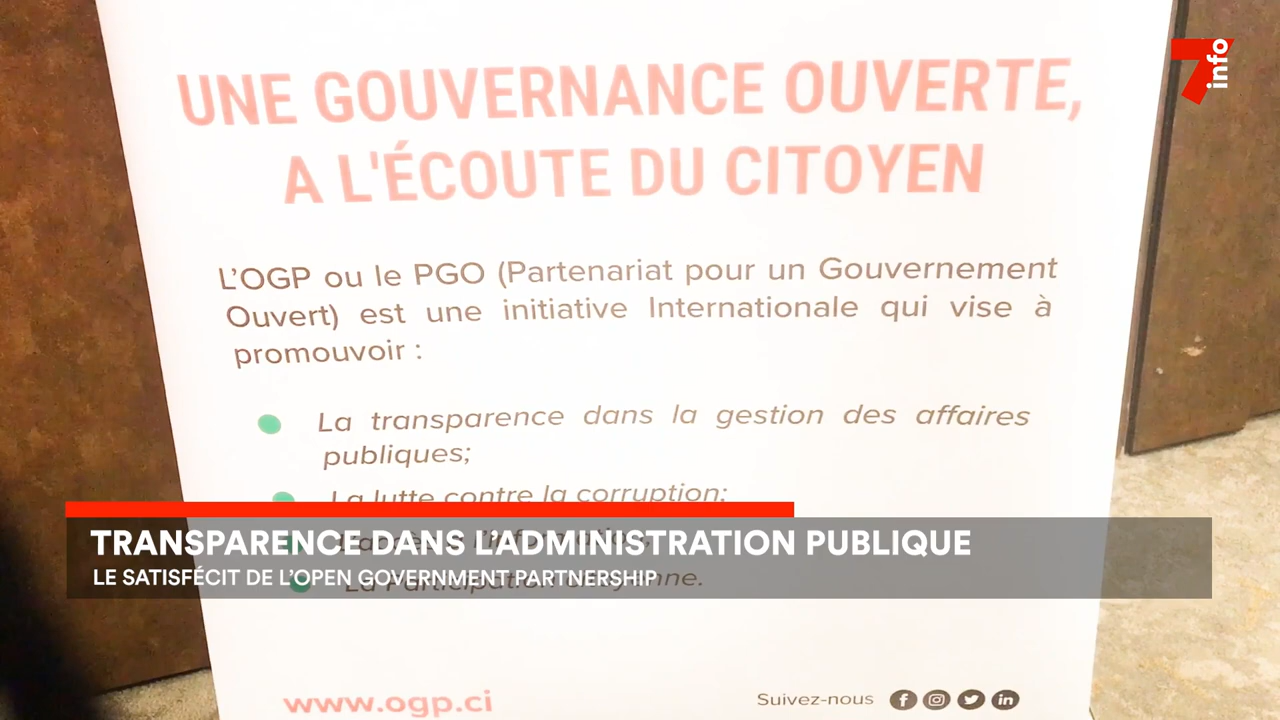 7
.info
UNE GOUVERNANCE OUVERTE,
A L'ÉCOUTE DU CITOYEN
L'OGP ou le PGO (Partenariat pour un Gouvernement
Ouvert) est une initiative Internationale qui vise à
promouvoir :
La transparence dans la gestion des affaires
publiques;
La lutte contre la corruption;
TRANSPARENCE DANS L'ADMINISTRATION PUBLIQUE
LE SATISFÉCIT DE L'OPEN GOVERNMENT PARTNERSHIP
La Participation
www.ogp.ci
Suivez-nous